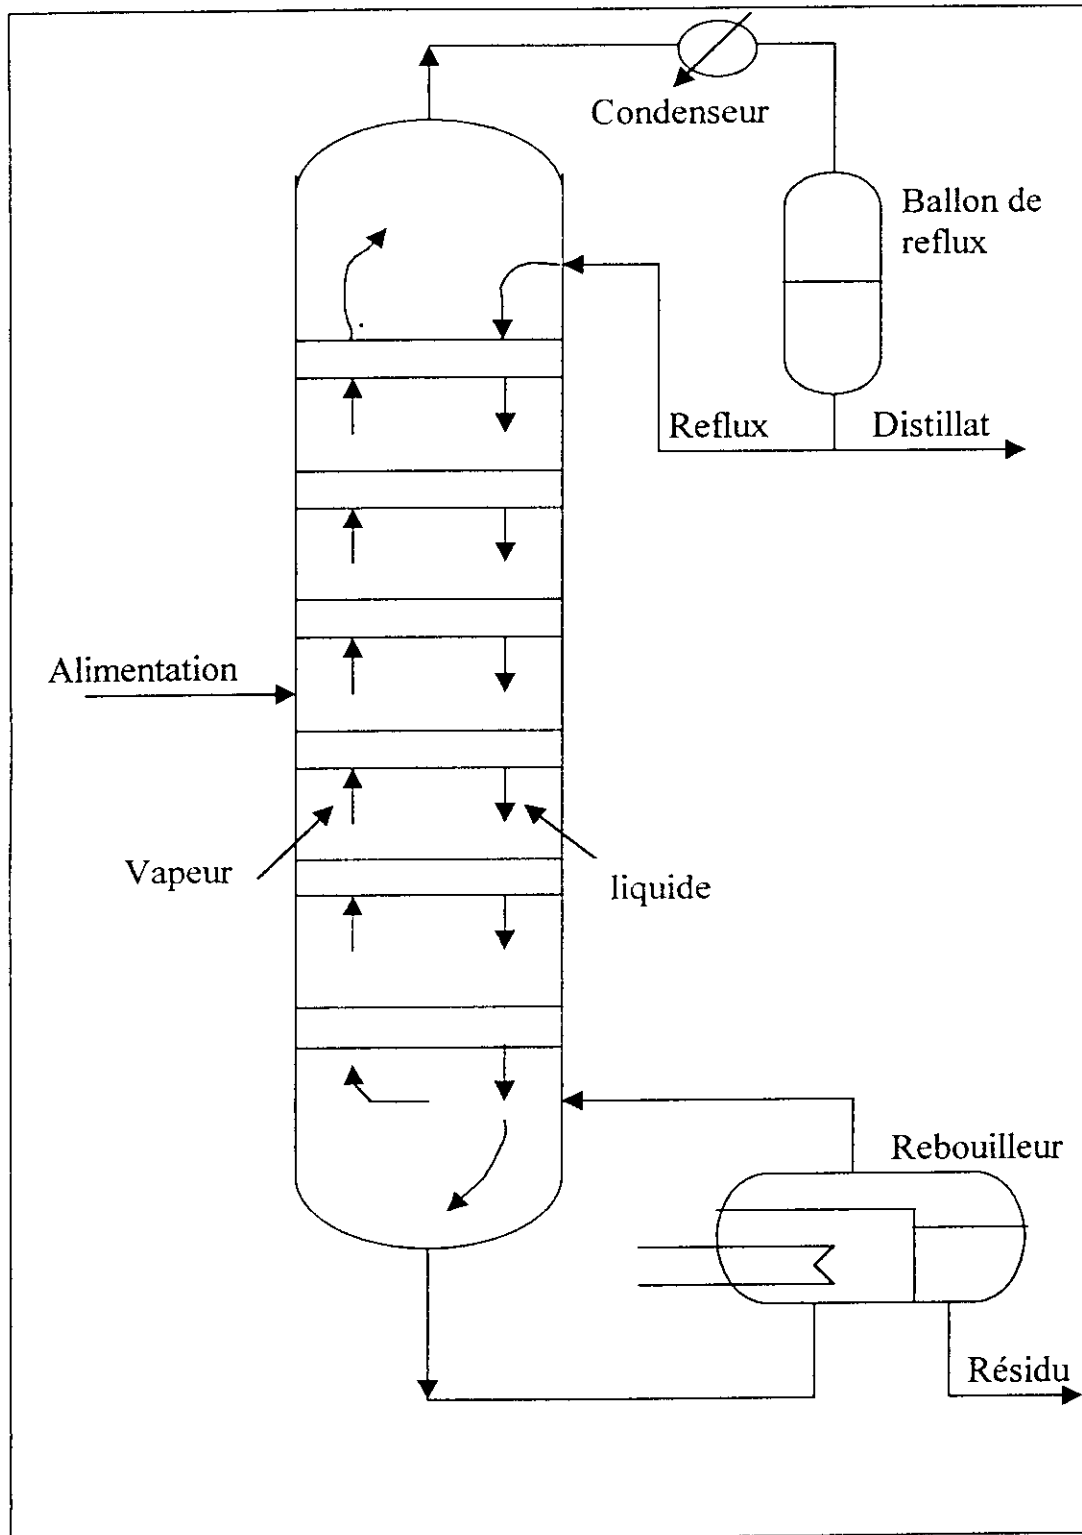 Condenseur
Ballon de
reflux
Reflux
Distillat
Alimentation
Vapeur
liquide
Rebouilleur
Résidu